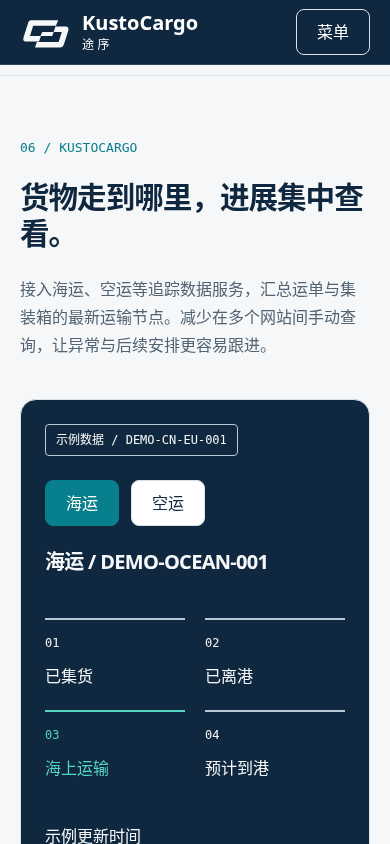 KustoCargo
途序
菜单
06 / KUSTOCARGO
货物走到哪里，进展集中查
看。
接入海运、空运等追踪数据服务，汇总运单与集
装箱的最新运输节点。减少在多个网站间手动查
询，让异常与后续安排更容易跟进。
示例数据 / DEMO-CN-EU-001
海运
空运
海运 / DEMO-OCEAN-001
01
已集货
02
已离港
03
海上运输
04
预计到港
示例更新时间